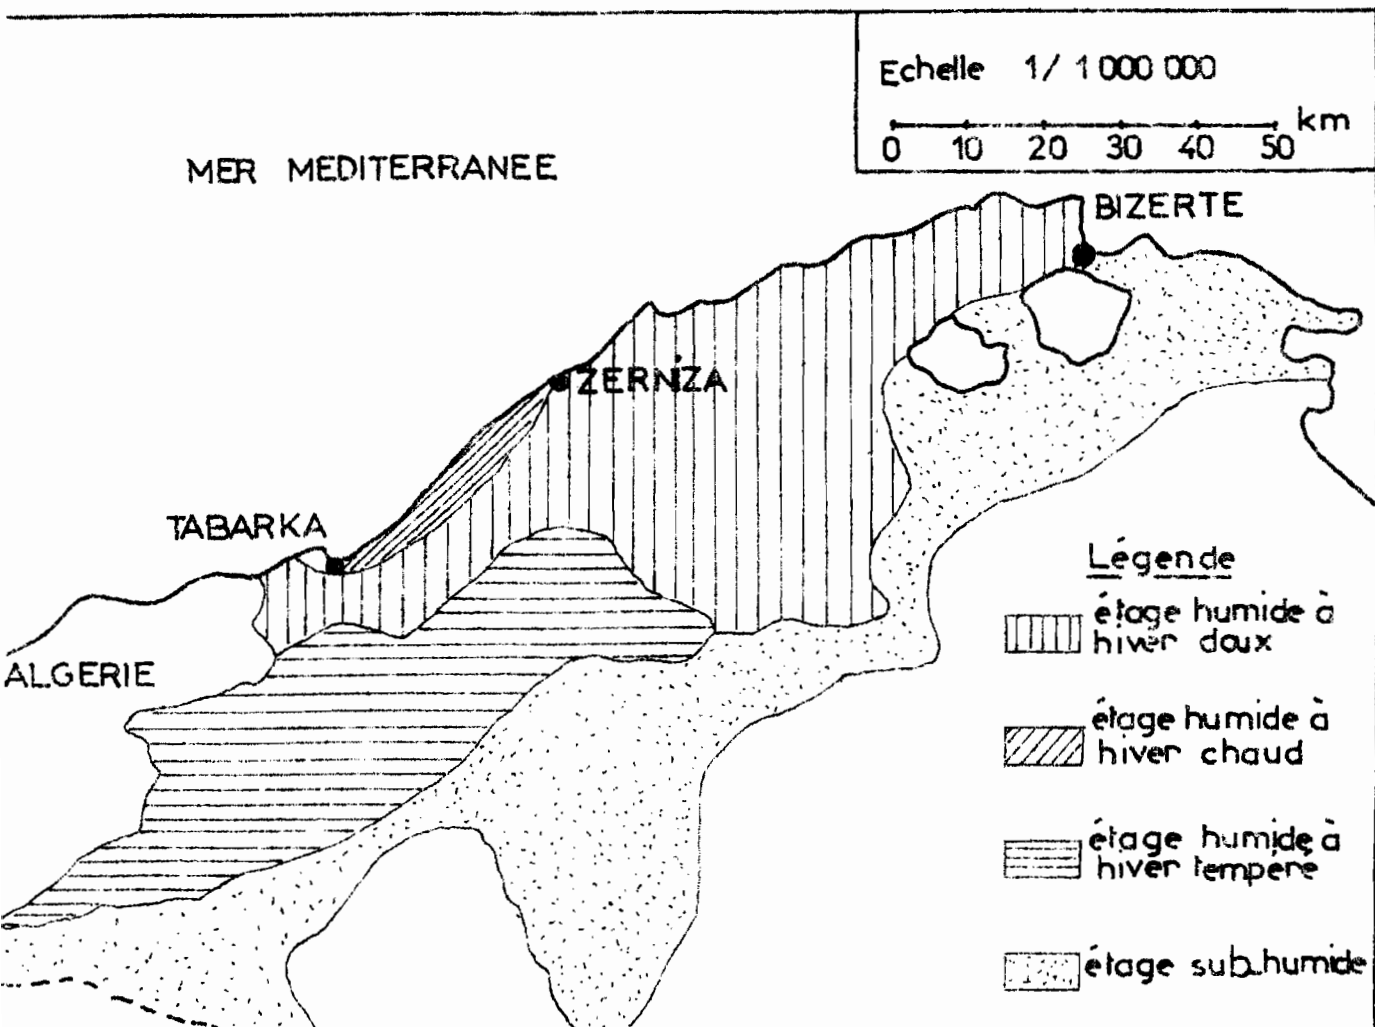 Echelle 1/ 1 000 000
km
0 10 20 30 40 50
MER MEDITERRANEE
BIZERTE
ZERNIZA
TABARKA
ALGERIE
Légende
étage humide à
hiver doux
étage humide à
hiver chaud
étage humide à
hiver tempéré
étage sub-humide